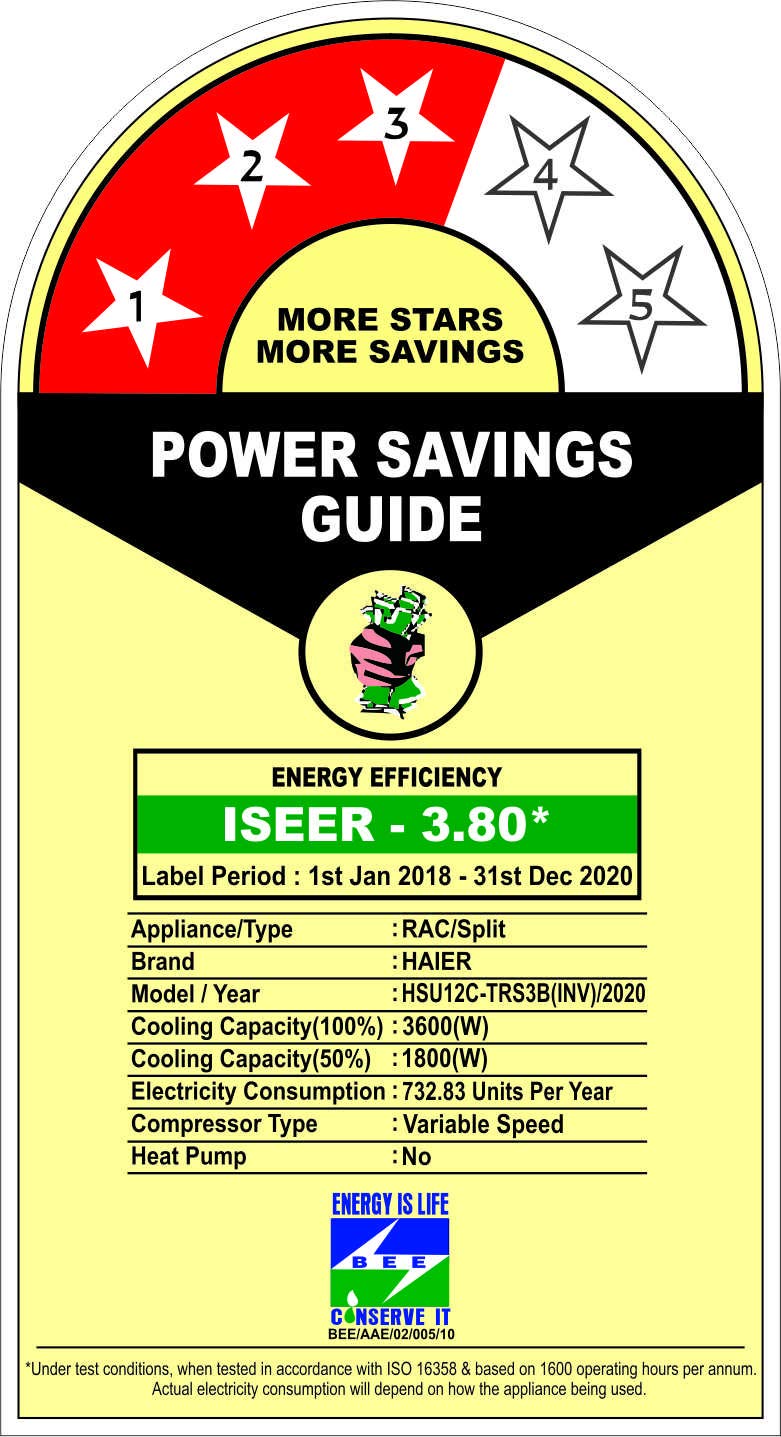 1 2 3 4 5
MORE STARS
MORE SAVINGS
POWER SAVINGS
GUIDE
ENERGY EFFICIENCY
ISEER - 3.80*
Label Period : 1st Jan 2018 - 31st Dec 2020
Appliance/Type : RAC/Split
Brand : HAIER
Model / Year : HSU12C-TRS3B(INV)/2020
Cooling Capacity(100%) : 3600(W)
Cooling Capacity(50%) : 1800(W)
Electricity Consumption : 732.83 Units Per Year
Compressor Type : Variable Speed
Heat Pump : No
ENERGY IS LIFE
BEE
CONSERVE IT
BEE/AAE/02/005/10
*Under test conditions, when tested in accordance with ISO 16358 & based on 1600 operating hours per annum.
Actual electricity consumption will depend on how the appliance being used.